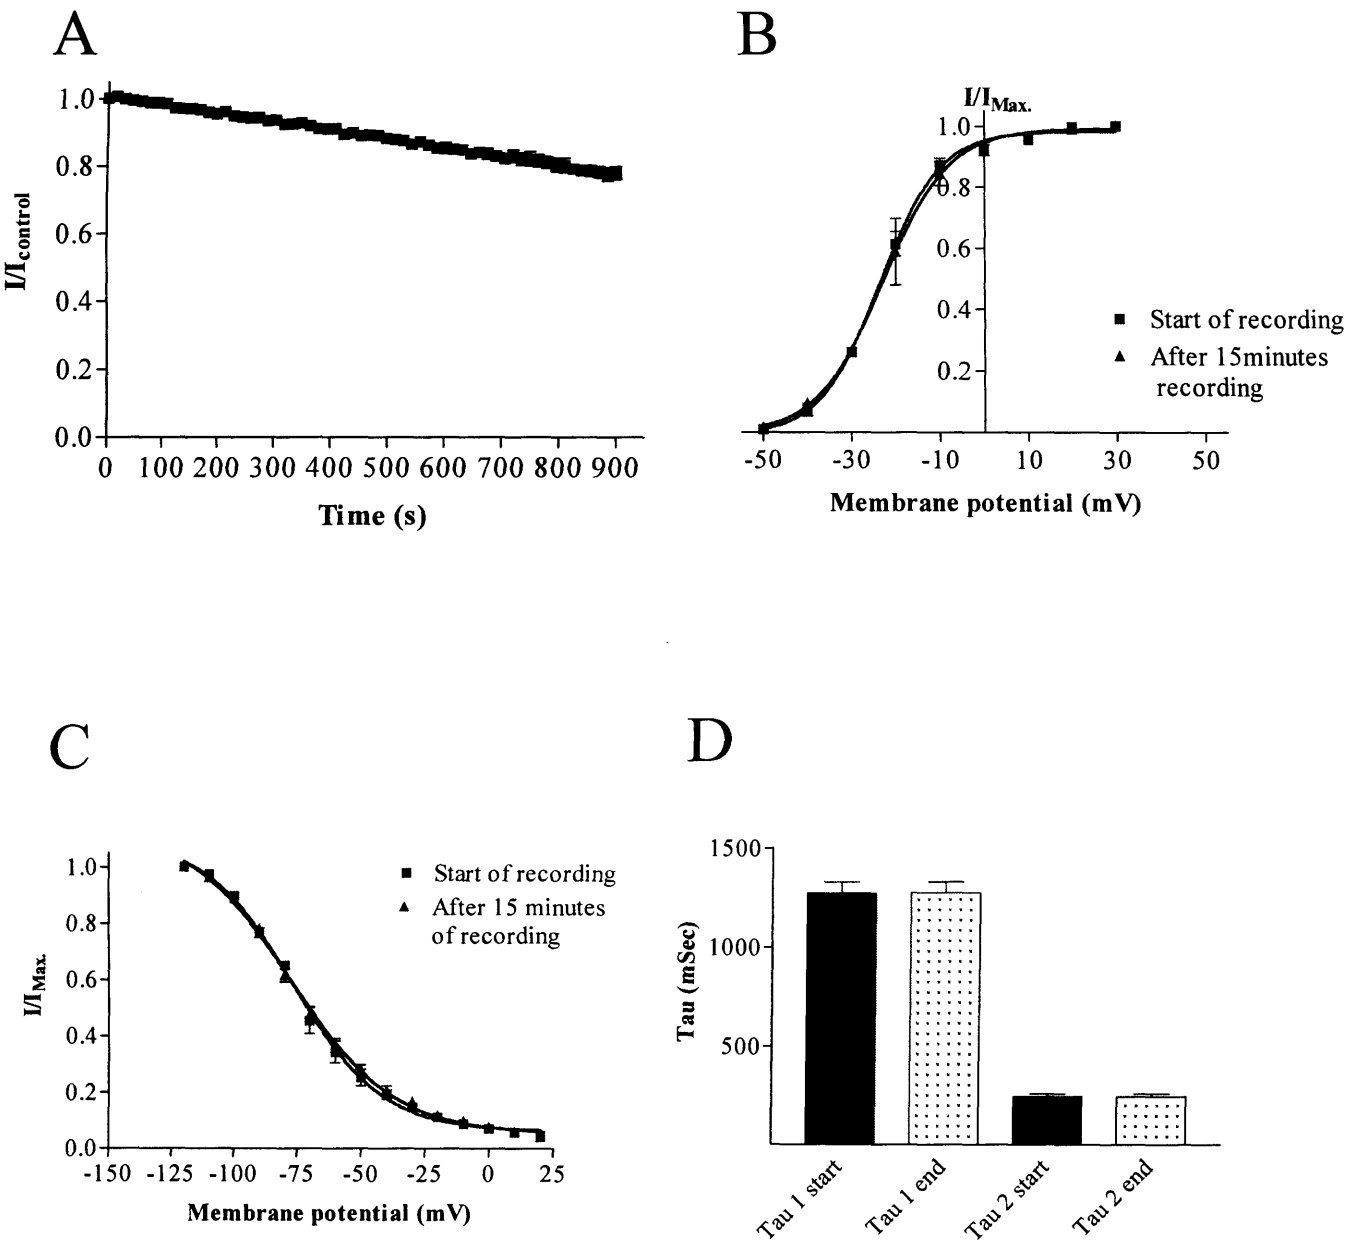 A
1.0
0.8
0.6
0.4
0.2
0.0
I/Icontrol
0 100 200 300 400 500 600 700 800 900
Time (s)
B
I/IMax.
1.0
0.8
0.6
0.4
0.2
-50 -30 -10 10 30 50
Membrane potential (mV)
Start of recording
After 15minutes
recording
C
1.0
0.8
0.6
0.4
0.2
0.0
I/IMax.
-150 -125 -100 -75 -50 -25 0 25
Membrane potential (mV)
Start of recording
After 15 minutes
of recording
D
1500
1000
500
Tau (mSec)
Tau 1 start
Tau 1 end
Tau 2 start
Tau 2 end